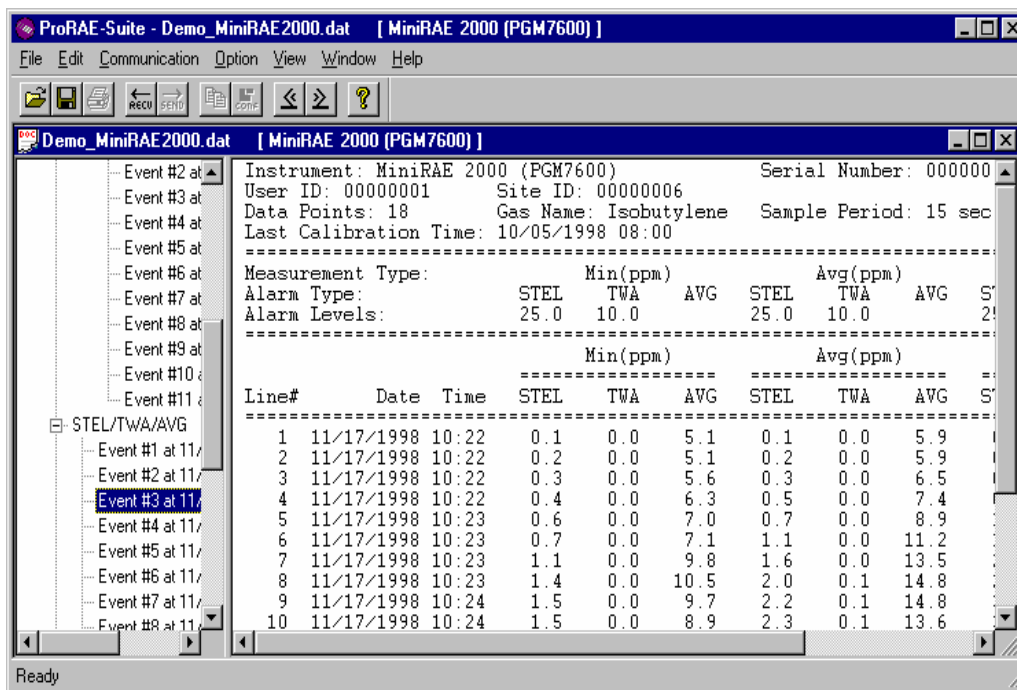 ProRAE-Suite - Demo_MiniRAE2000.dat [ MiniRAE 2000 (PGM7600) ]
File Edit Communication Option View Window Help
RECV SEND CONF
DOC Demo_MiniRAE2000.dat [ MiniRAE 2000 (PGM7600) ]
Event #2 at
Event #3 at
Event #4 at
Event #5 at
Event #6 at
Event #7 at
Event #8 at
Event #9 at
Event #10
Event #11
STEL/TWA/AVG
Event #1 at 11/
Event #2 at 11/
Event #3 at 11/
Event #4 at 11/
Event #5 at 11/
Event #6 at 11/
Event #7 at 11/
Event #8 at 11/
Instrument: MiniRAE 2000 (PGM7600) Serial Number: 000000
User ID: 00000001 Site ID: 00000006
Data Points: 18 Gas Name: Isobutylene Sample Period: 15 sec
Last Calibration Time: 10/05/1998 08:00
Measurement Type: Min(ppm) Avg(ppm)
Alarm Type: STEL TWA AVG STEL TWA AVG
Alarm Levels: 25.0 10.0 25.0 10.0
Min(ppm) Avg(ppm)
Line# Date Time STEL TWA AVG STEL TWA AVG
1 11/17/1998 10:22 0.1 0.0 5.1 0.1 0.0 5.9
2 11/17/1998 10:22 0.2 0.0 5.1 0.2 0.0 5.9
3 11/17/1998 10:22 0.3 0.0 5.6 0.3 0.0 6.5
4 11/17/1998 10:22 0.4 0.0 6.3 0.5 0.0 7.4
5 11/17/1998 10:23 0.6 0.0 7.0 0.7 0.0 8.9
6 11/17/1998 10:23 0.7 0.0 7.1 1.1 0.0 11.2
7 11/17/1998 10:23 1.1 0.0 9.8 1.6 0.0 13.5
8 11/17/1998 10:23 1.4 0.0 10.5 2.0 0.1 14.8
9 11/17/1998 10:24 1.5 0.0 9.7 2.2 0.1 14.8
10 11/17/1998 10:24 1.5 0.0 8.9 2.3 0.1 13.6
Ready